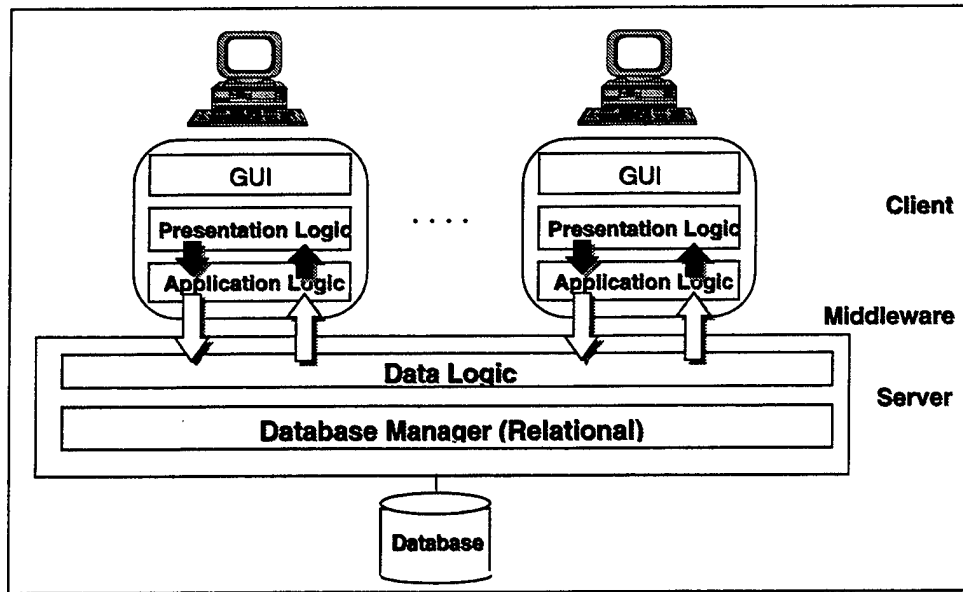 GUI
Presentation Logic
Application Logic
. . . .
GUI
Presentation Logic
Application Logic
Client
Middleware
Data Logic
Server
Database Manager (Relational)
Database